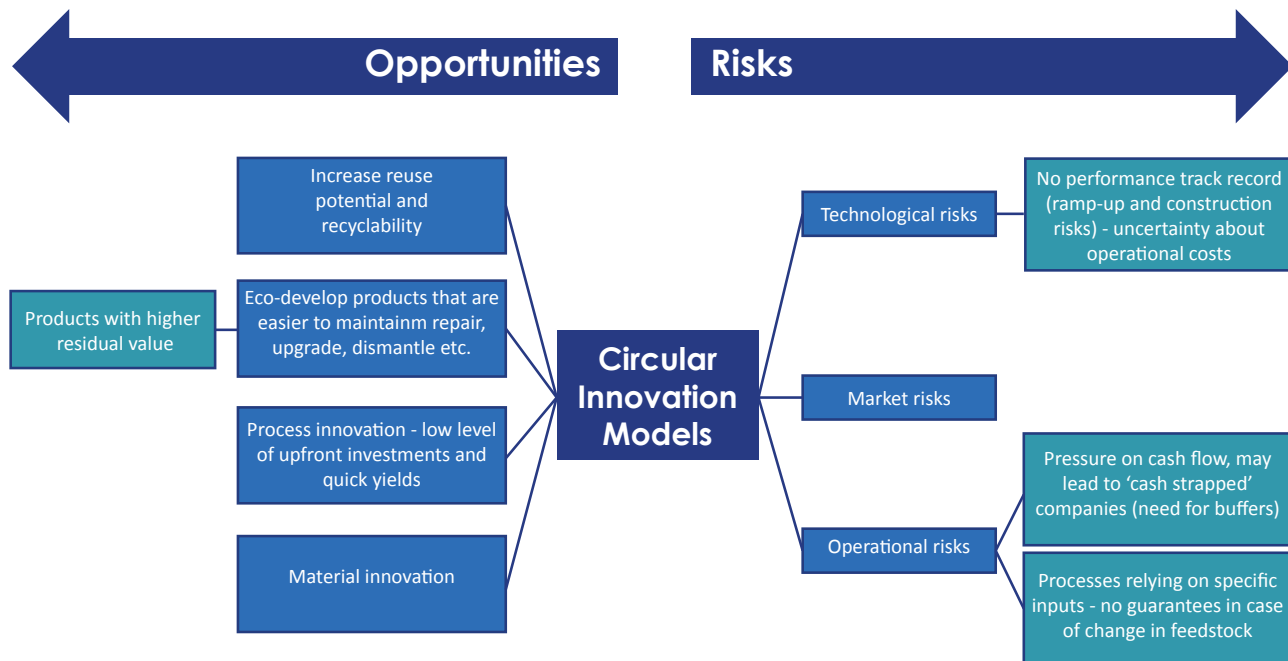 Opportunities
Risks
Increase reuse
potential and
recyclability
Eco-develop products that are
easier to maintainm repair,
upgrade, dismantle etc.
Products with higher
residual value
Process innovation - low level
of upfront investments and
quick yields
Material innovation
Circular
Innovation
Models
Technological risks
No performance track record
(ramp-up and construction
risks) - uncertainty about
operational costs
Market risks
Operational risks
Pressure on cash flow, may
lead to ‘cash strapped’
companies (need for buffers)
Processes relying on specific
inputs - no guarantees in case
of change in feedstock